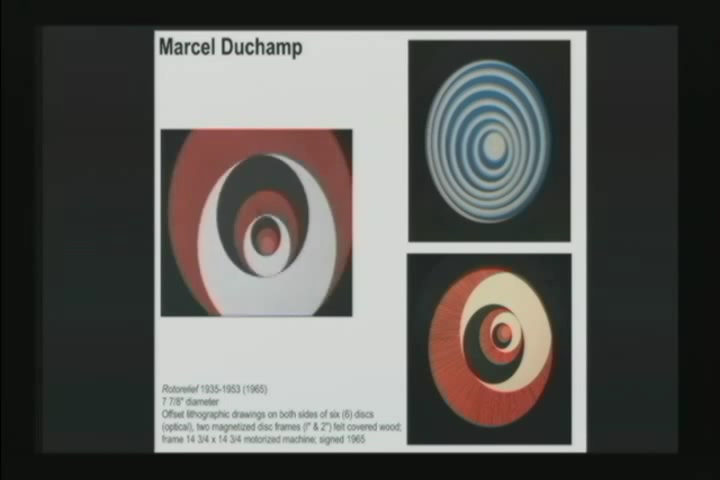 Marcel Duchamp
Rotorelief 1935-1953 (1965)
7 7/8" diameter
Offset lithographic drawings on both sides of six (6) discs
(optical), two magnetized disc frames (1" & 2") felt covered wood;
frame 14 3/4 x 14 3/4 motorized machine; signed 1965